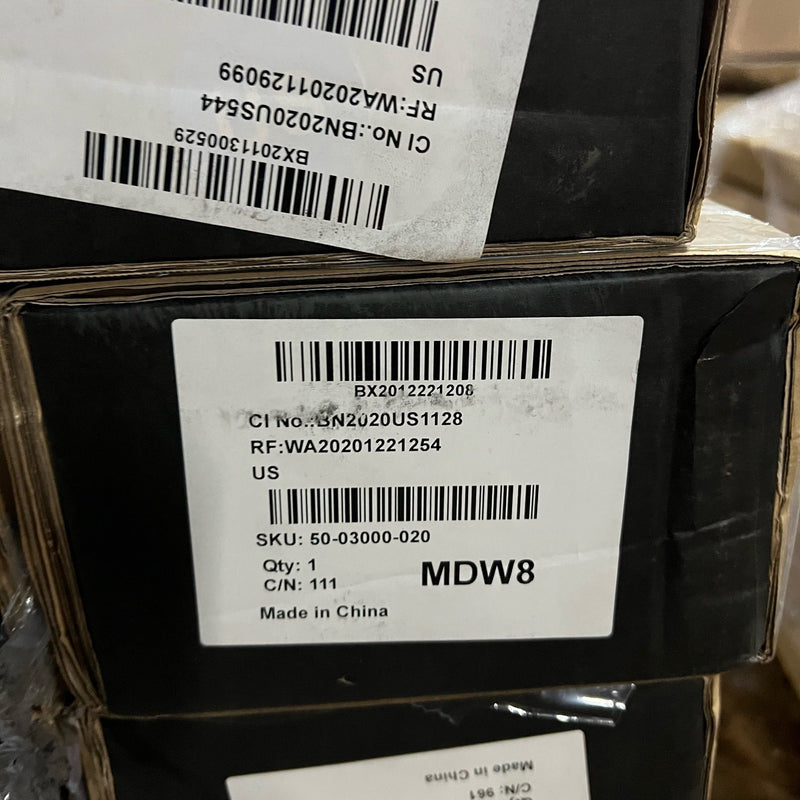 US
RF:WA20201129099
CI No.:BN2020US544
BX2011300529
BX2012221208
CI No.:BN2020US1128
RF:WA20201221254
US
SKU: 50-03000-020
Qty: 1
C/N: 111
MDW8
Made in China
Made in China
C/N: 961